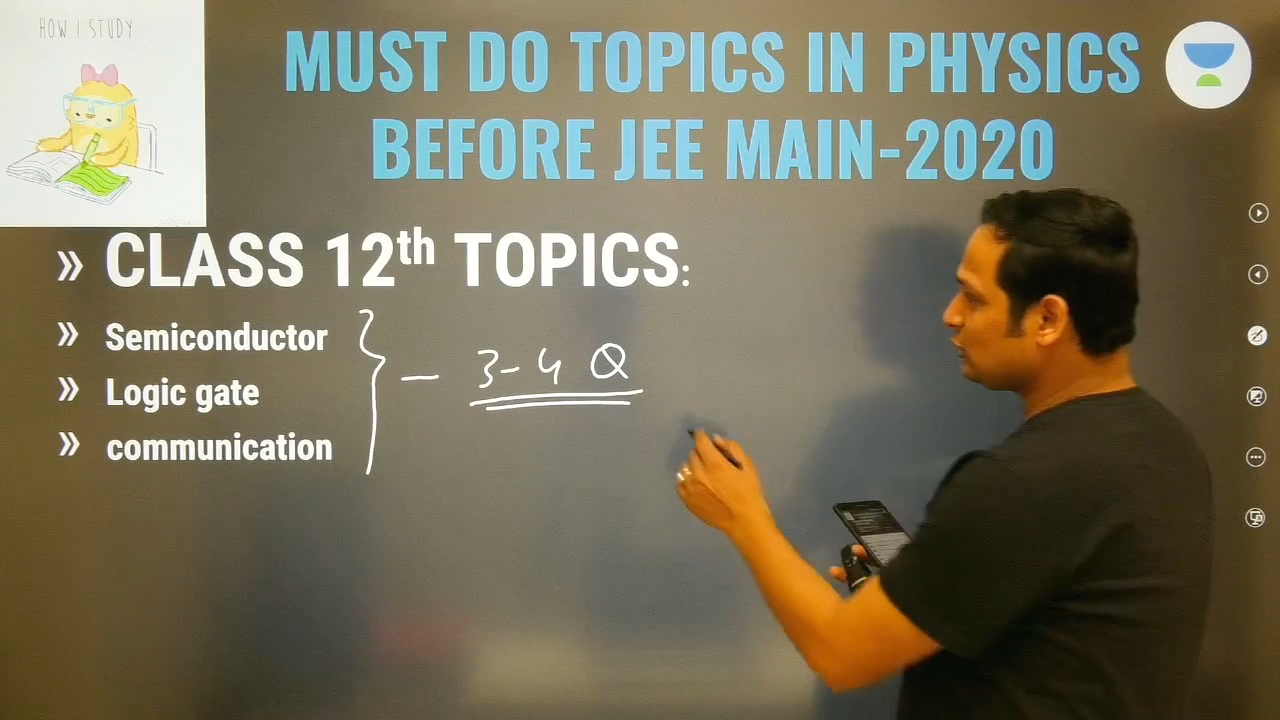 HOW I STUDY
MUST DO TOPICS IN PHYSICS
BEFORE JEE MAIN-2020
» CLASS 12th TOPICS:
» Semiconductor
» Logic gate
» communication
— 3-4 Q